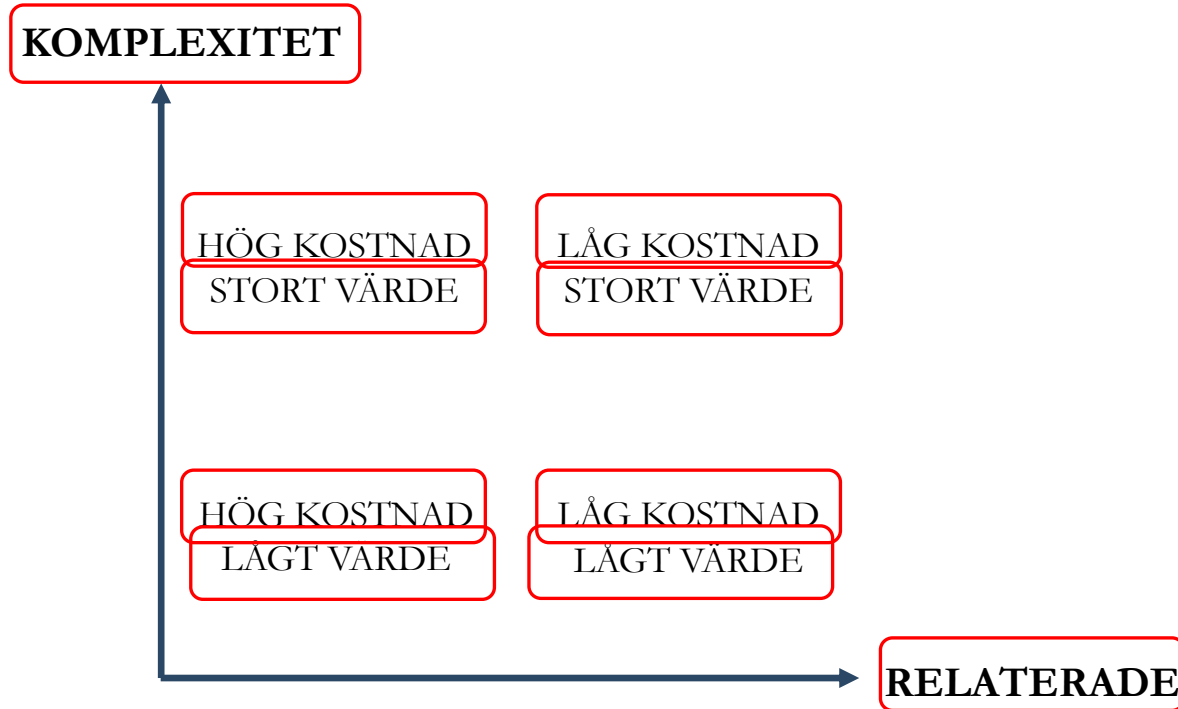 KOMPLEXITET
HÖG KOSTNAD
STORT VÄRDE
LÅG KOSTNAD
STORT VÄRDE
HÖG KOSTNAD
LÅGT VÄRDE
LÅG KOSTNAD
LÅGT VÄRDE
RELATERADE